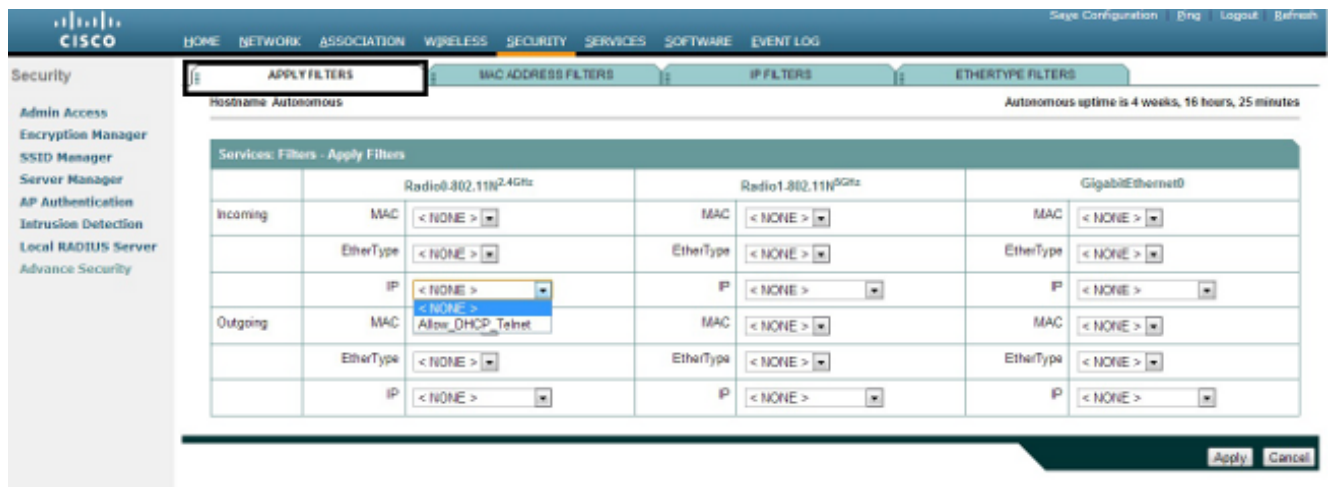 Save Configuration Ping Logout Refresh
CISCO
HOME NETWORK ASSOCIATION WIRELESS SECURITY SERVICES SOFTWARE EVENT LOG
Security
APPLY FILTERS MAC ADDRESS FILTERS IP FILTERS ETHERTYPE FILTERS
Hostname Autonomous Autonomous uptime is 4 weeks, 16 hours, 25 minutes
Admin Access
Encryption Manager
SSID Manager
Server Manager
AP Authentication
Intrusion Detection
Local RADIUS Server
Advance Security
Services: Filters - Apply Filters
Radio0-802.11N2.4GHz Radio1-802.11N5GHz GigabitEthernet0
Incoming MAC < NONE > MAC < NONE > MAC < NONE >
EtherType < NONE > EtherType < NONE > EtherType < NONE >
IP < NONE > IP < NONE > IP < NONE >
< NONE >
Outgoing MAC Allow_DHCP_Telnet MAC < NONE > MAC < NONE >
EtherType < NONE > EtherType < NONE > EtherType < NONE >
IP < NONE > IP < NONE > IP < NONE >
Apply Cancel